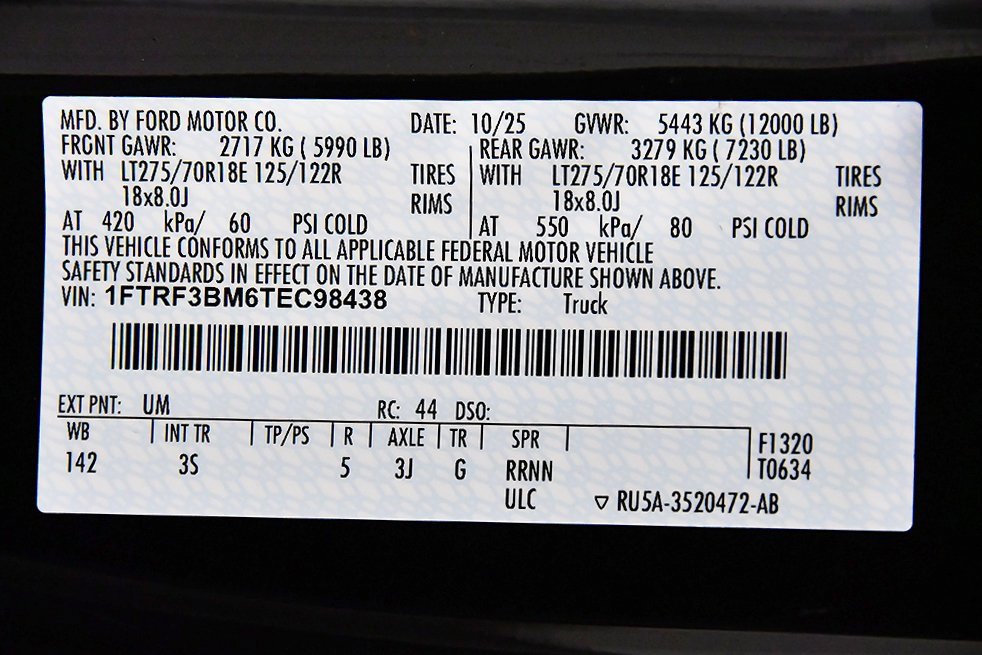 MFD. BY FORD MOTOR CO. DATE: 10/25 GVWR: 5443 KG (12000 LB)
FRONT GAWR: 2717 KG ( 5990 LB) REAR GAWR: 3279 KG ( 7230 LB)
WITH LT275/70R18E 125/122R TIRES WITH LT275/70R18E 125/122R TIRES
18x8.0J RIMS 18x8.0J RIMS
AT 420 kPa/ 60 PSI COLD AT 550 kPa/ 80 PSI COLD
THIS VEHICLE CONFORMS TO ALL APPLICABLE FEDERAL MOTOR VEHICLE
SAFETY STANDARDS IN EFFECT ON THE DATE OF MANUFACTURE SHOWN ABOVE.
VIN: 1FTRF3BM6TEC98438 TYPE: Truck
EXT PNT: UM RC: 44 DSO:
WB INT TR TP/PS R AXLE TR SPR F1320
142 3S 5 3J G RRNN T0634
ULC ▽ RU5A-3520472-AB